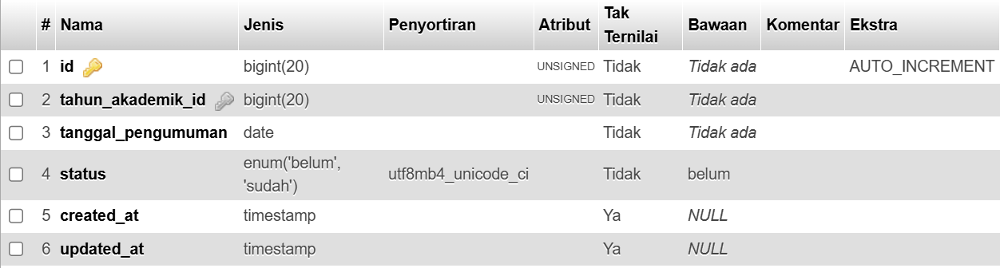 # Nama Jenis Penyortiran Atribut Tak Ternilai Bawaan Komentar Ekstra
1 id bigint(20) UNSIGNED Tidak Tidak ada AUTO_INCREMENT
2 tahun_akademik_id bigint(20) UNSIGNED Tidak Tidak ada
3 tanggal_pengumuman date Tidak Tidak ada
4 status enum('belum', 'sudah') utf8mb4_unicode_ci Tidak belum
5 created_at timestamp Ya NULL
6 updated_at timestamp Ya NULL